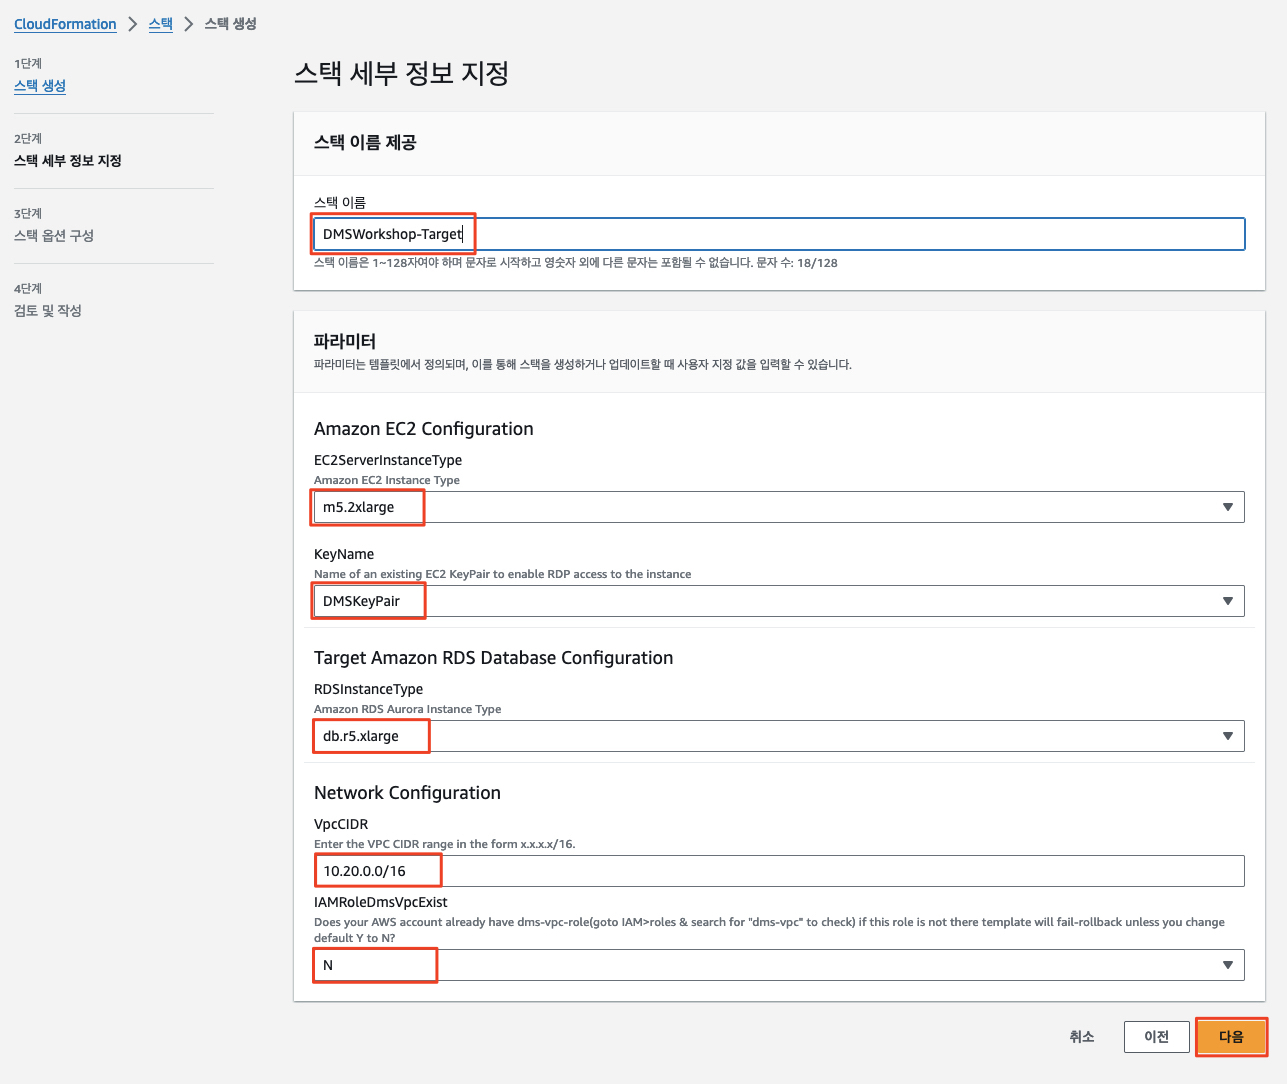 CloudFormation > 스택 > 스택 생성
1단계
스택 생성
2단계
스택 세부 정보 지정
3단계
스택 옵션 구성
4단계
검토 및 작성
스택 세부 정보 지정
스택 이름 제공
스택 이름
DMSWorkshop-Target
스택 이름은 1~128자여야 하며 문자로 시작하고 영숫자 외에 다른 문자는 포함될 수 없습니다. 문자 수: 18/128
파라미터
파라미터는 템플릿에서 정의되며, 이를 통해 스택을 생성하거나 업데이트할 때 사용자 지정 값을 입력할 수 있습니다.
Amazon EC2 Configuration
EC2ServerInstanceType
Amazon EC2 Instance Type
m5.2xlarge
KeyName
Name of an existing EC2 KeyPair to enable RDP access to the instance
DMSKeyPair
Target Amazon RDS Database Configuration
RDSInstanceType
Amazon RDS Aurora Instance Type
db.r5.xlarge
Network Configuration
VpcCIDR
Enter the VPC CIDR range in the form x.x.x.x/16.
10.20.0.0/16
IAMRoleDmsVpcExist
Does your AWS account already have dms-vpc-role(goto IAM>roles & search for "dms-vpc" to check) if this role is not there template will fail-rollback unless you change
default Y to N?
N
취소 이전 다음